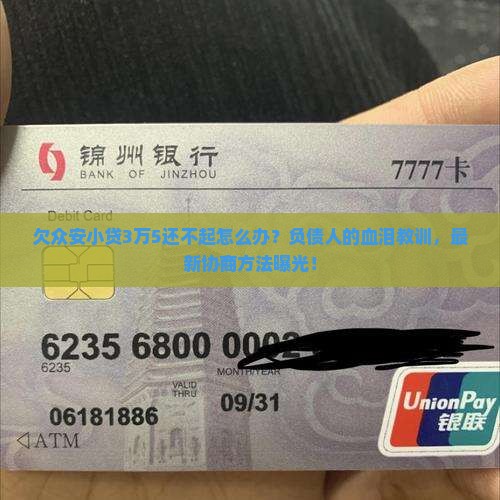 锦州银行
BANK OF JINZHOU
7777卡
Debit Card
欠众安小贷3万5还不起怎么办？负债人的血泪教训，最
新协商方法曝光！
6235 6800 0002
6235
MONTH/YEAR
VALID
THRU
09/31
06181886
ATM
UnionPay
银联